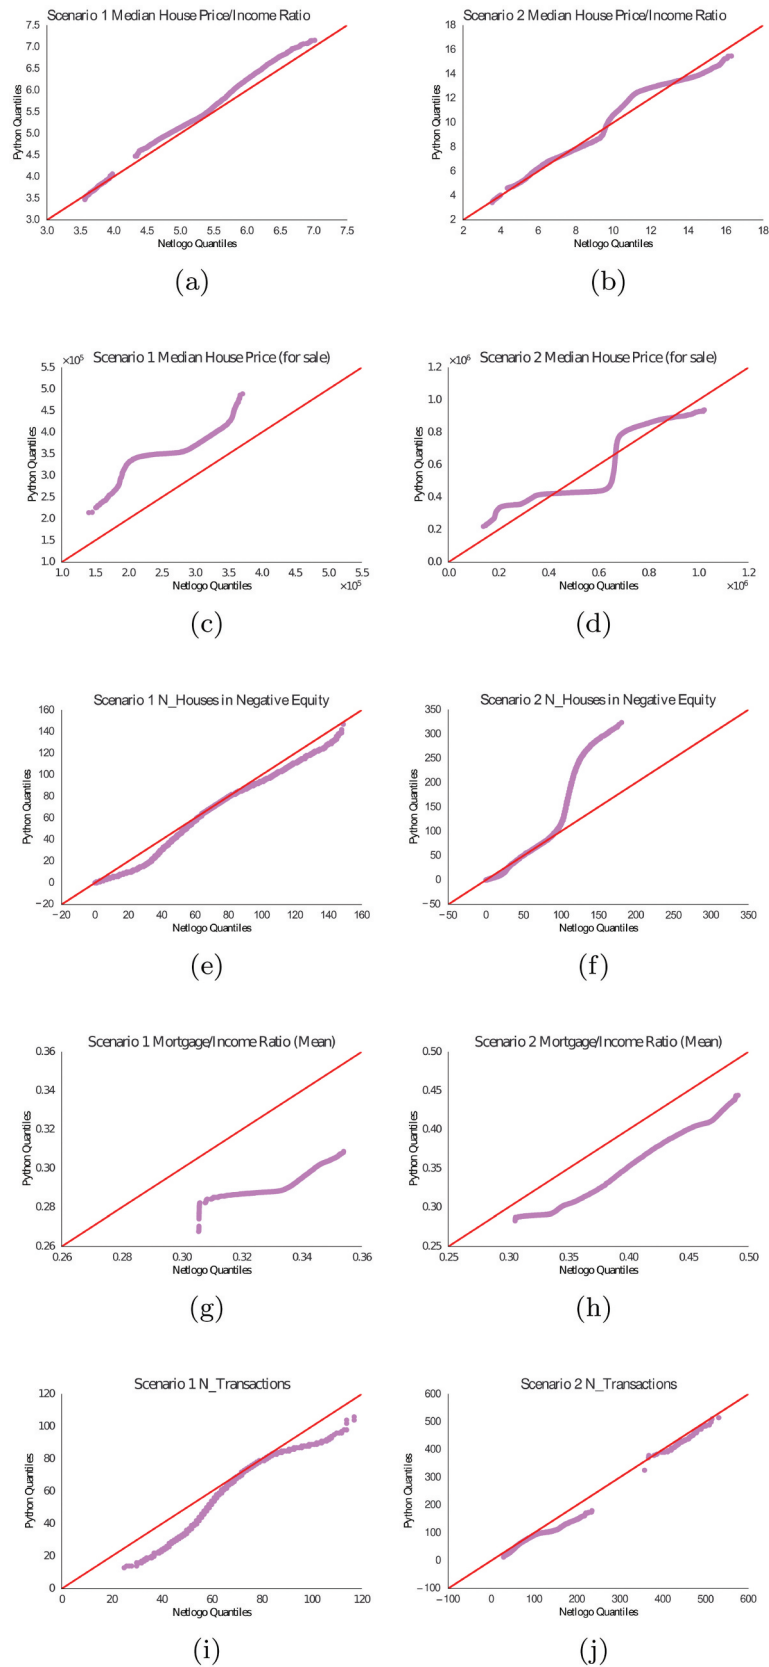 Scenario 1 Median House Price/Income Ratio
7.5
7.0
6.5
6.0
5.5
5.0
4.5
4.0
3.5
3.0
Python Quantiles
3.0 3.5 4.0 4.5 5.0 5.5 6.0 6.5 7.0 7.5
Netlogo Quantiles
(a)
Scenario 2 Median House Price/Income Ratio
18
16
14
12
10
8
6
4
2
Python Quantiles
2 4 6 8 10 12 14 16 18
Netlogo Quantiles
(b)
Scenario 1 Median House Price (for sale)
×10⁵
5.5
5.0
4.5
4.0
3.5
3.0
2.5
2.0
1.5
1.0
Python Quantiles
1.0 1.5 2.0 2.5 3.0 3.5 4.0 4.5 5.0 5.5
Netlogo Quantiles ×10⁵
(c)
Scenario 2 Median House Price (for sale)
×10⁶
1.2
1.0
0.8
0.6
0.4
0.2
0.0
Python Quantiles
0.0 0.2 0.4 0.6 0.8 1.0 1.2
Netlogo Quantiles ×10⁶
(d)
Scenario 1 N_Houses in Negative Equity
160
140
120
100
80
60
40
20
0
−20
Python Quantiles
−20 0 20 40 60 80 100 120 140 160
Netlogo Quantiles
(e)
Scenario 2 N_Houses in Negative Equity
350
300
250
200
150
100
50
0
−50
Python Quantiles
−50 0 50 100 150 200 250 300 350
Netlogo Quantiles
(f)
Scenario 1 Mortgage/Income Ratio (Mean)
0.36
0.34
0.32
0.30
0.28
0.26
Python Quantiles
0.26 0.28 0.30 0.32 0.34 0.36
Netlogo Quantiles
(g)
Scenario 2 Mortgage/Income Ratio (Mean)
0.50
0.45
0.40
0.35
0.30
0.25
Python Quantiles
0.25 0.30 0.35 0.40 0.45 0.50
Netlogo Quantiles
(h)
Scenario 1 N_Transactions
120
100
80
60
40
20
0
Python Quantiles
0 20 40 60 80 100 120
Netlogo Quantiles
(i)
Scenario 2 N_Transactions
600
500
400
300
200
100
0
−100
Python Quantiles
−100 0 100 200 300 400 500 600
Netlogo Quantiles
(j)